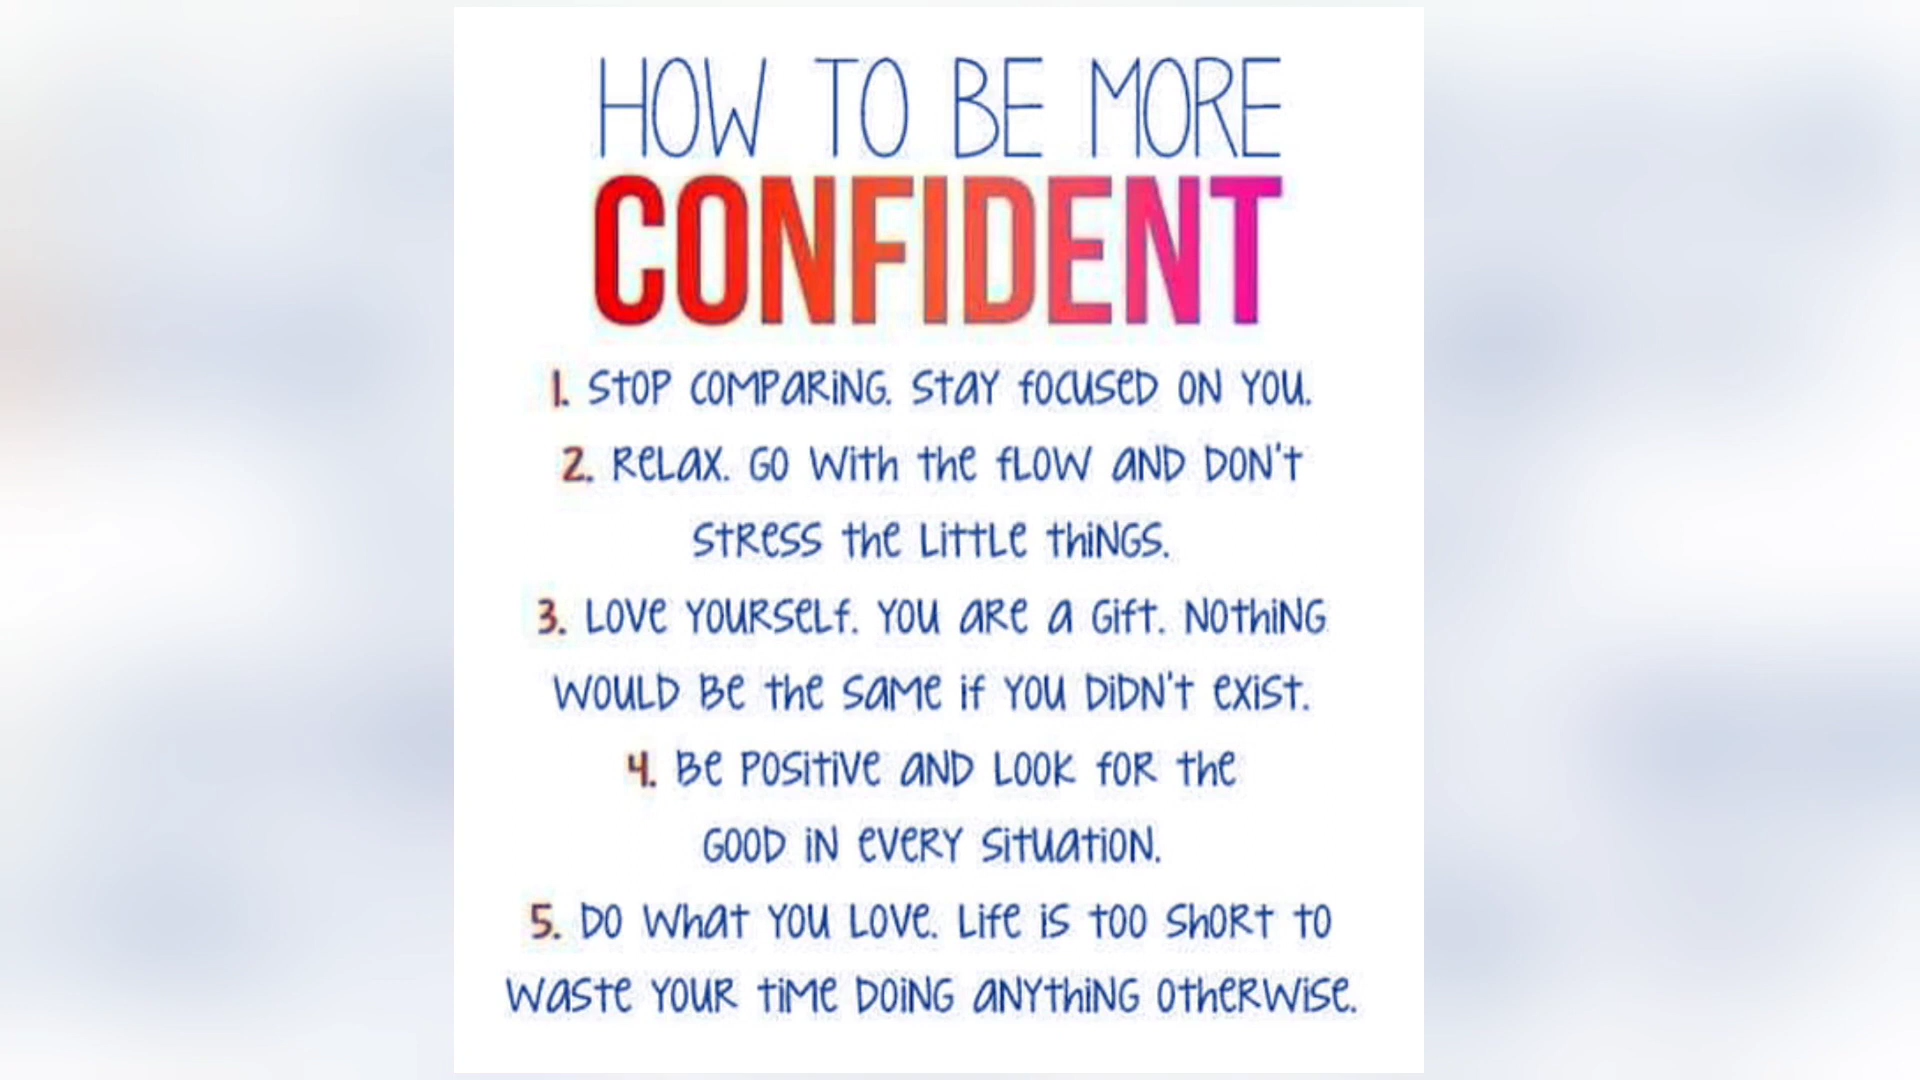 HOW TO BE MORE
CONFIDENT
1. STOP COMPARING. STAY FOCUSED ON YOU.
2. RELAX. GO WITH THE FLOW AND DON'T
STRESS THE LITTLE THINGS.
3. LOVE YOURSELF. YOU ARE A GIFT. NOTHING
WOULD BE THE SAME IF YOU DIDN'T EXIST.
4. BE POSITIVE AND LOOK FOR THE
GOOD IN EVERY SITUATION.
5. DO WHAT YOU LOVE. LIFE IS TOO SHORT TO
WASTE YOUR TIME DOING ANYTHING OTHERWISE.